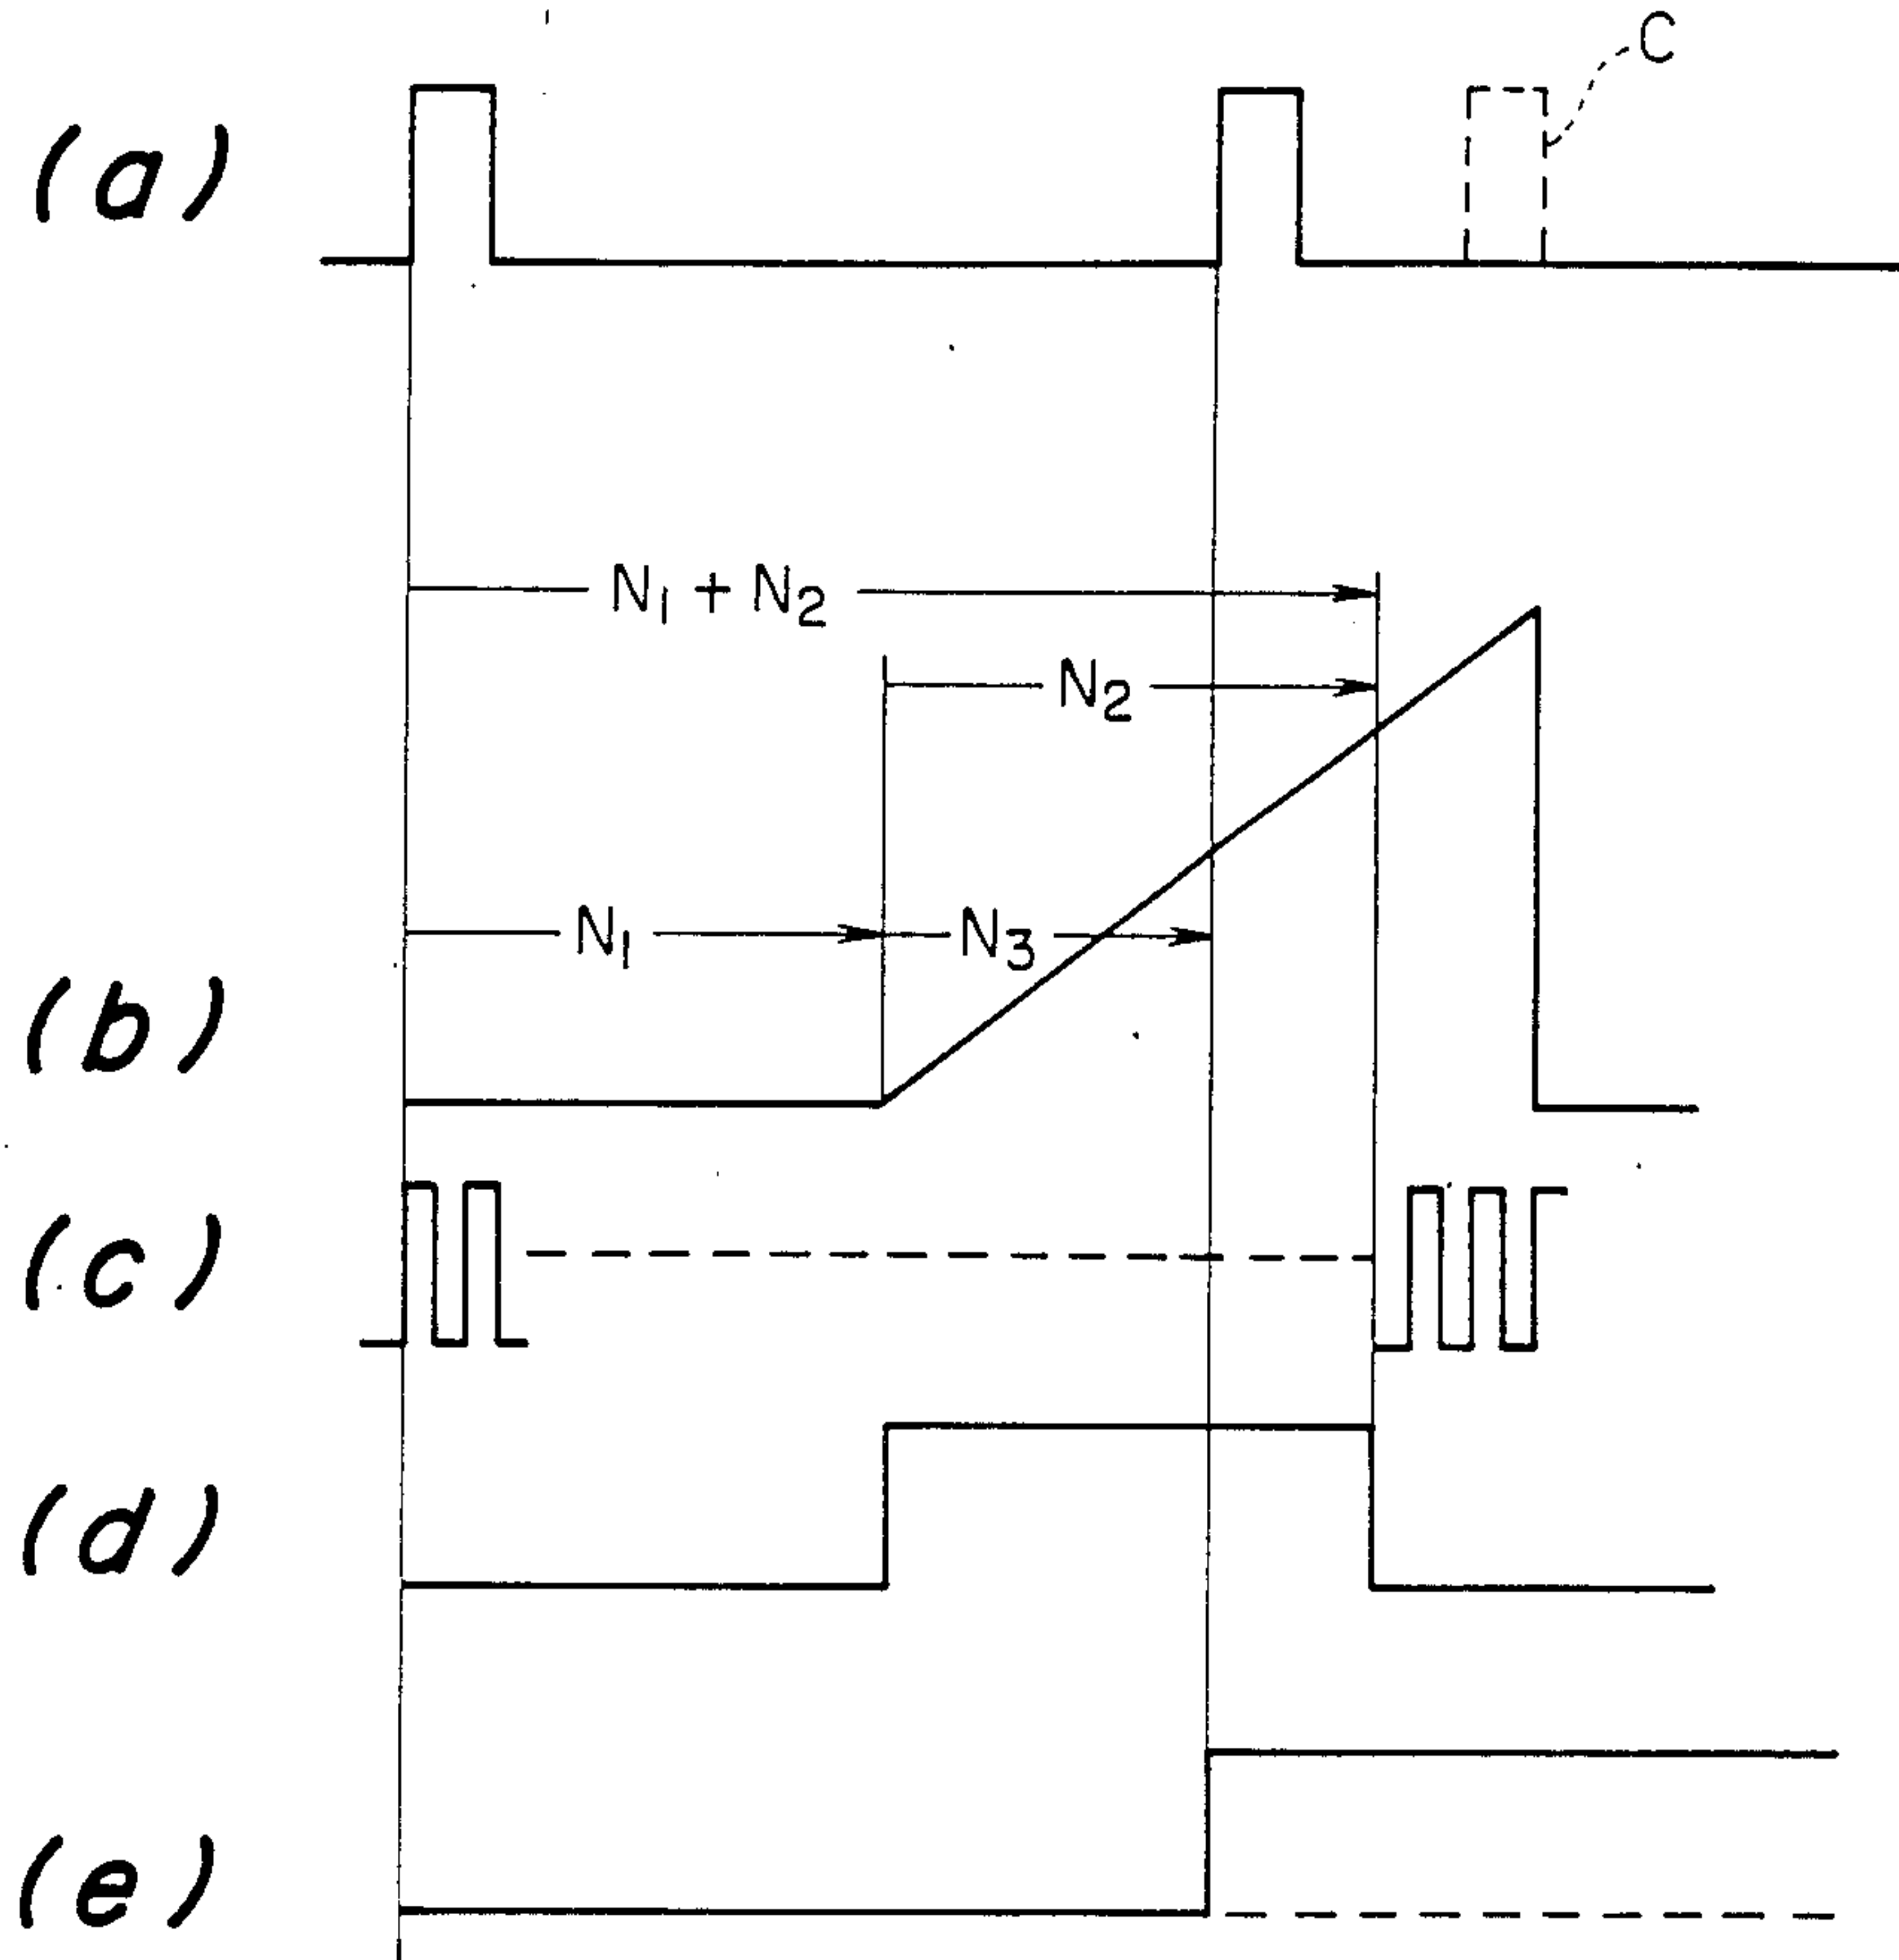 C
(a)
N₁ + N₂
N₂
N₁ N₃
(b)
(c)
(d)
(e)